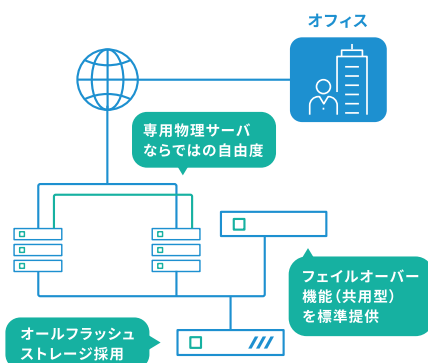 オフィス
専用物理サーバ
ならではの自由度
フェイルオーバー
機能(共用型)
を標準提供
オールフラッシュ
ストレージ採用